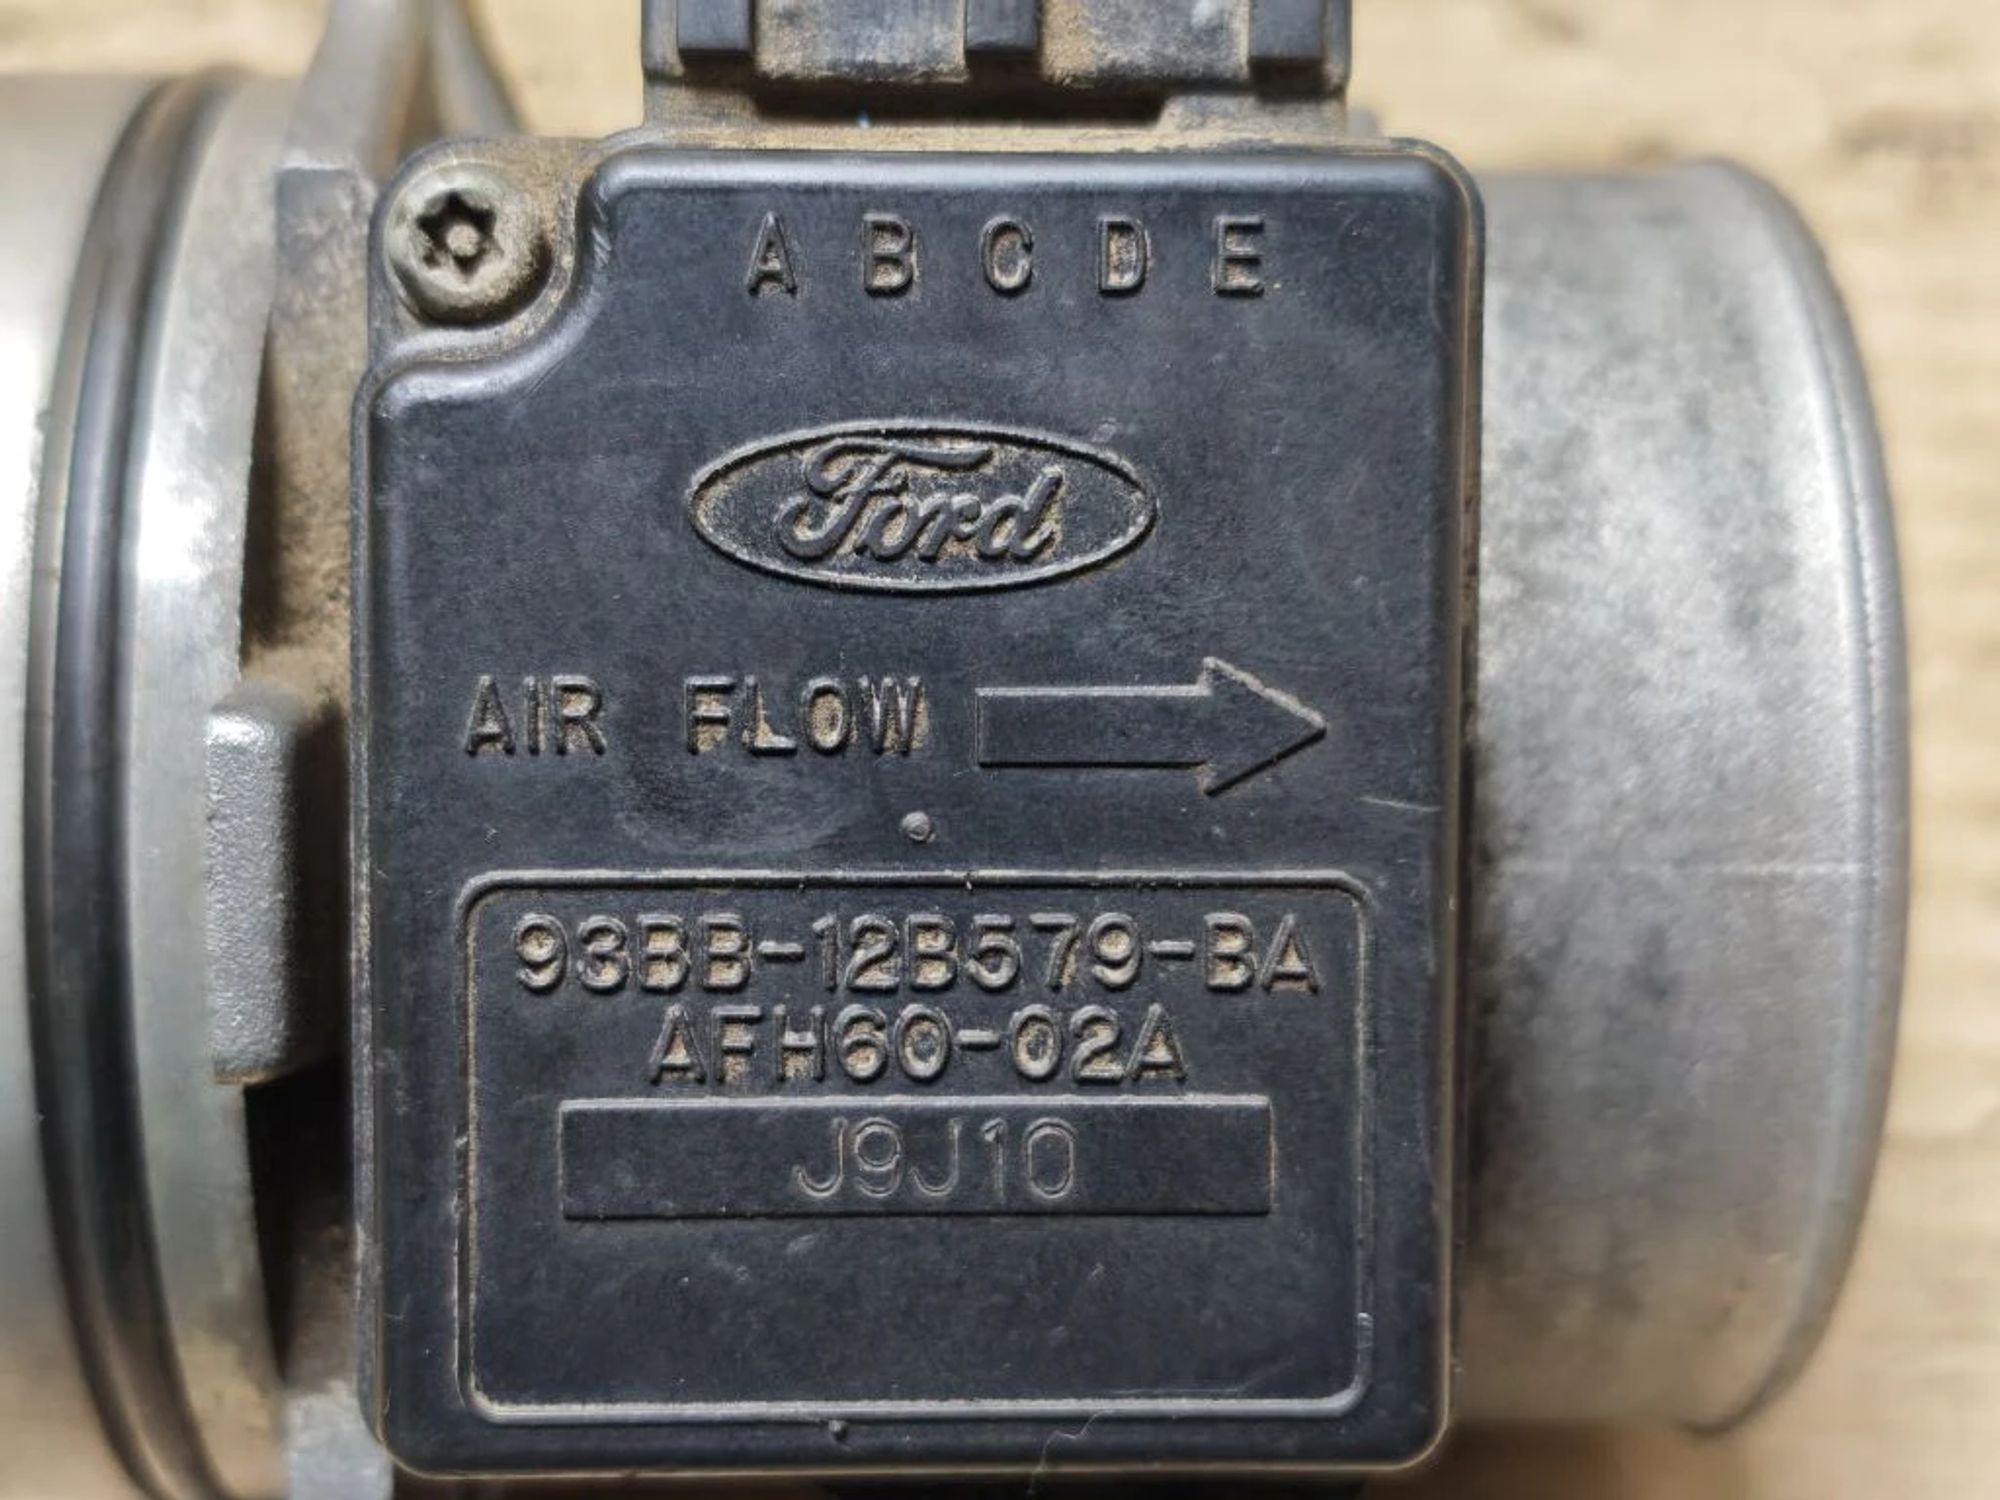 A B C D E
Ford
AIR FLOW
93BB-12B579-BA
AFH60-02A
J9J10